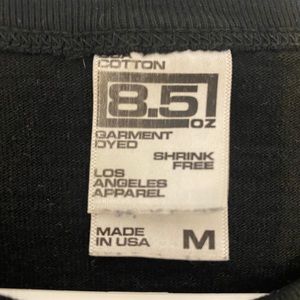 COTTON
8.5
OZ
GARMENT
DYED
SHRINK
FREE
LOS
ANGELES
APPAREL
MADE
IN USA
M